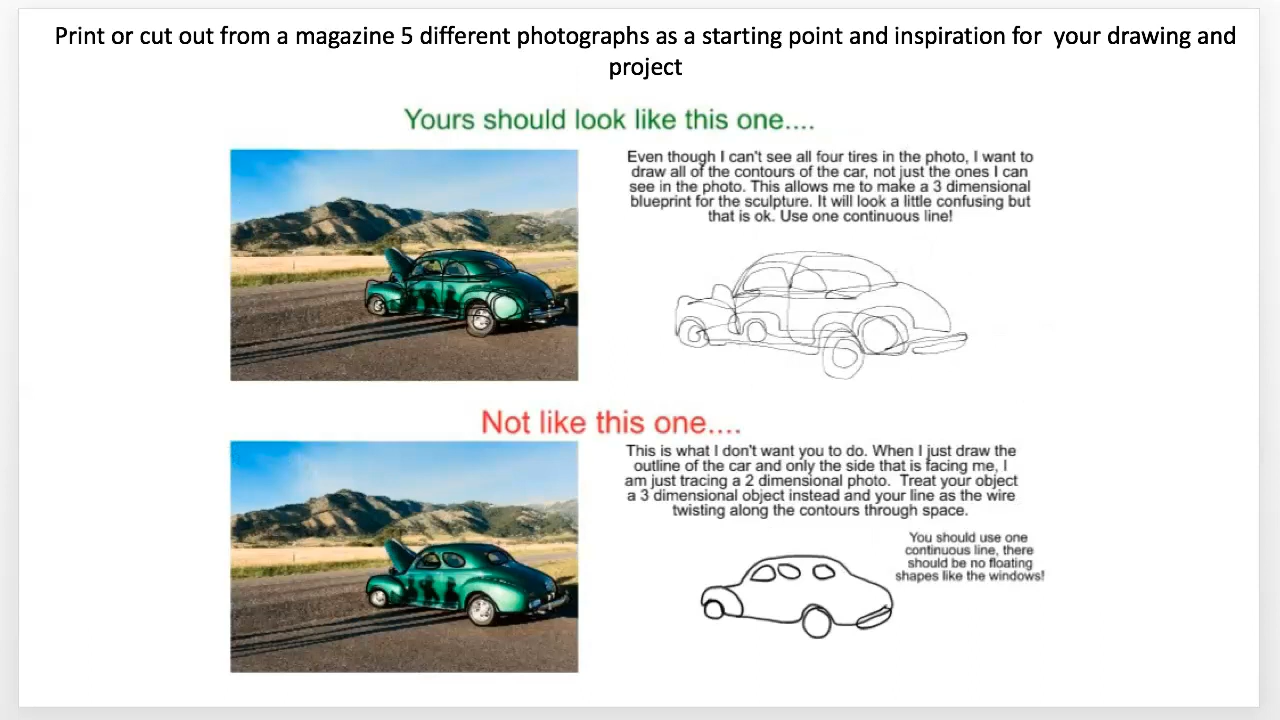 Print or cut out from a magazine 5 different photographs as a starting point and inspiration for  your drawing and
project
Yours should look like this one....
Even though I can't see all four tires in the photo, I want to
draw all of the contours of the car, not just the ones I can
see in the photo. This allows me to make a 3 dimensional
blueprint for the sculpture. It will look a little confusing but
that is ok. Use one continuous line!
Not like this one....
This is what I don't want you to do. When I just draw the
outline of the car and only the side that is facing me, I
am just tracing a 2 dimensional photo.  Treat your object
a 3 dimensional object instead and your line as the wire
twisting along the contours through space.
You should use one
continuous line, there
should be no floating
shapes like the windows!